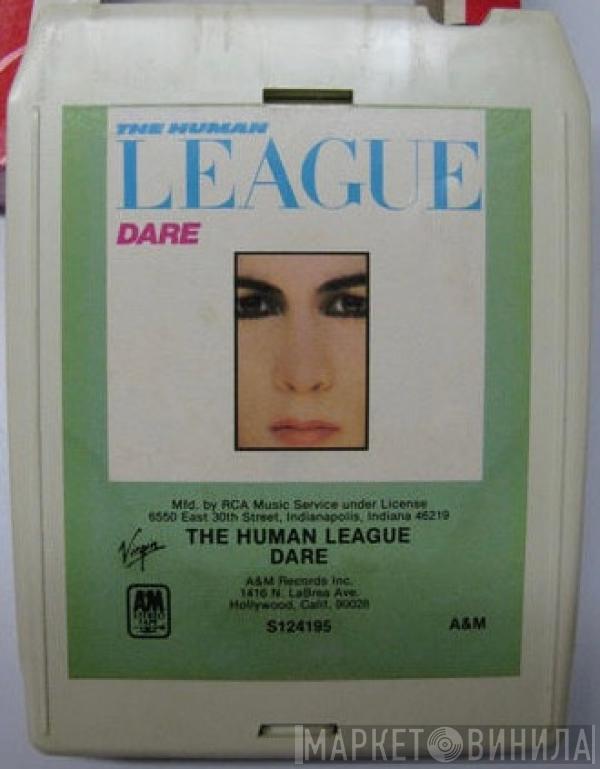 THE HUMAN
LEAGUE
DARE
Mfd. by RCA Music Service under License
6550 East 30th Street, Indianapolis, Indiana 46219
Virgin
THE HUMAN LEAGUE
DARE
A&M Records Inc.
1416 N. LaBrea Ave.
Hollywood, Calif. 90028
AM
S124195
A&M
МАРКЕТ ВИНИЛА